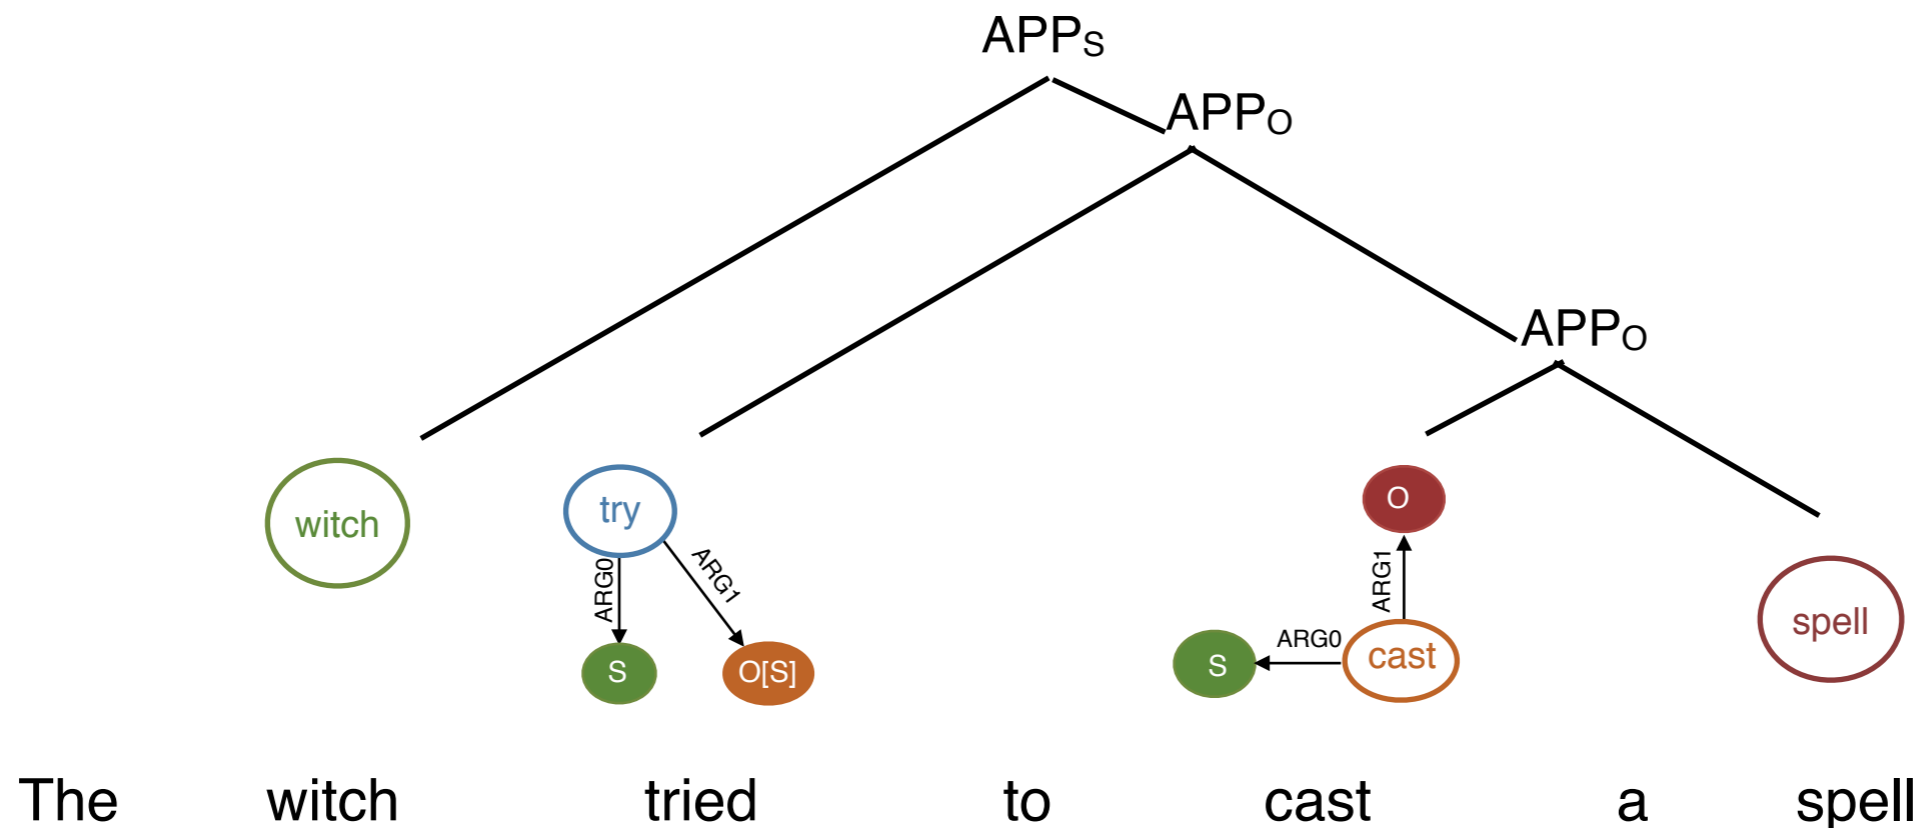 APPS
APPO
APPO
witch
try
ARG0
ARG1
S
O[S]
O
ARG1
ARG0
S
cast
spell
The witch tried to cast a spell